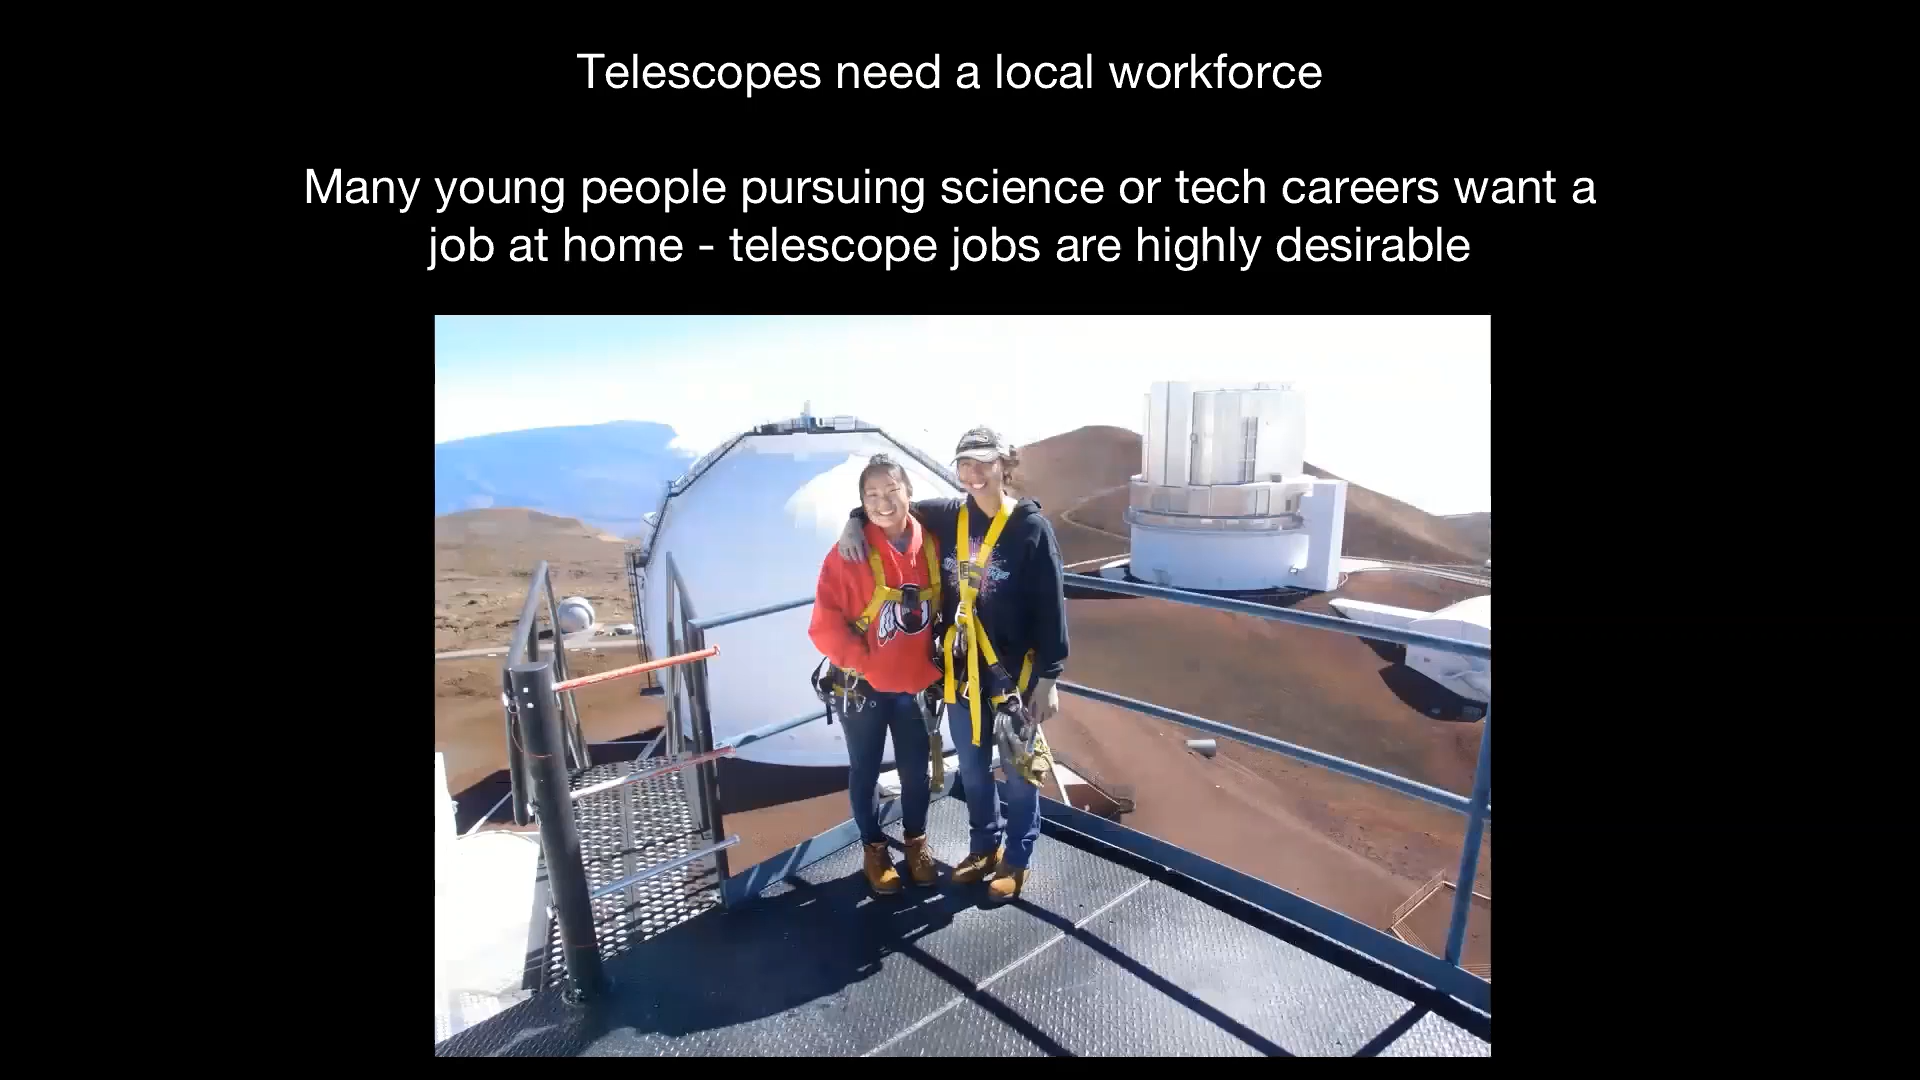 Telescopes need a local workforce
Many young people pursuing science or tech careers want a
job at home - telescope jobs are highly desirable